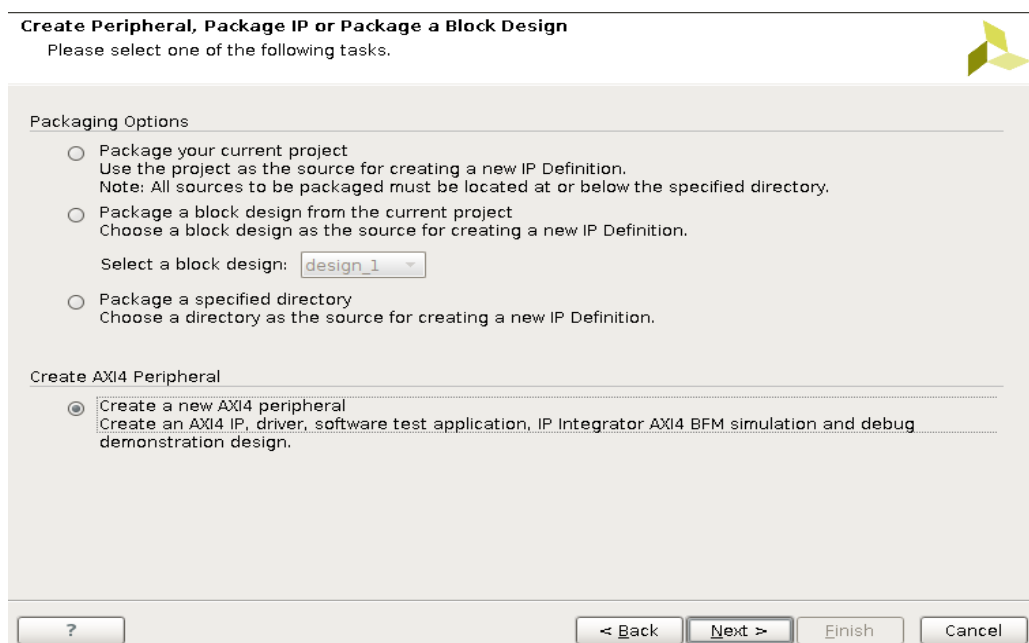 Create Peripheral, Package IP or Package a Block Design
Please select one of the following tasks.
Packaging Options
Package your current project
Use the project as the source for creating a new IP Definition.
Note: All sources to be packaged must be located at or below the specified directory.
Package a block design from the current project
Choose a block design as the source for creating a new IP Definition.
Select a block design: design_1
Package a specified directory
Choose a directory as the source for creating a new IP Definition.
Create AXI4 Peripheral
Create a new AXI4 peripheral
Create an AXI4 IP, driver, software test application, IP Integrator AXI4 BFM simulation and debug
demonstration design.
? < Back Next > Finish Cancel